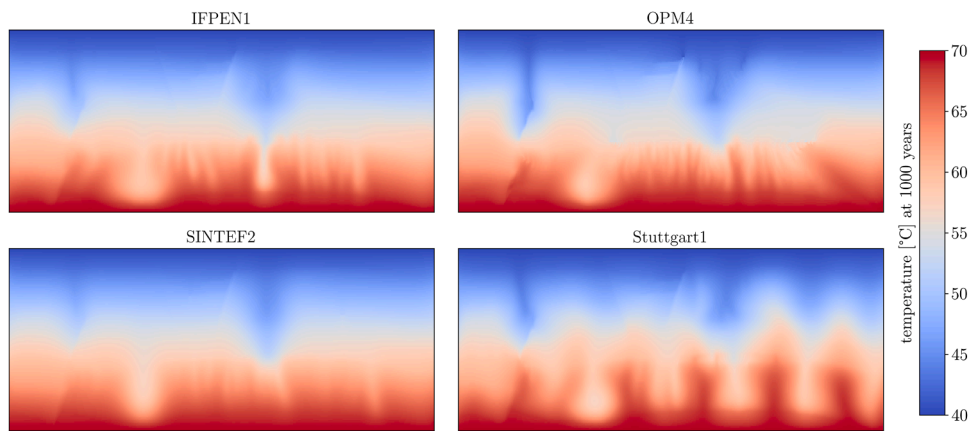 IFPEN1
OPM4
SINTEF2
Stuttgart1
70
65
60
55
50
45
40
temperature [°C] at 1000 years